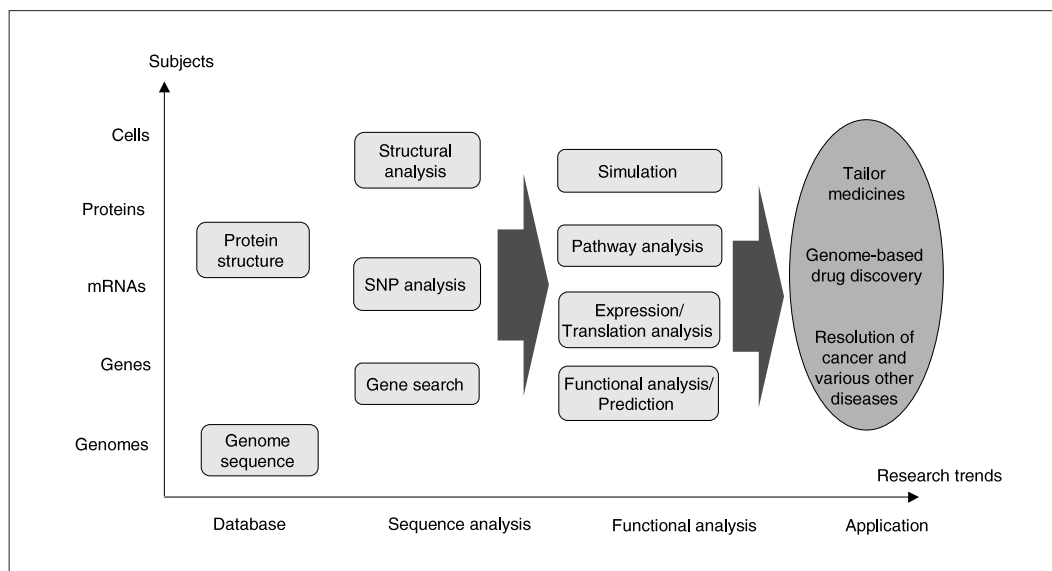 Subjects
Cells
Proteins
mRNAs
Genes
Genomes
Protein
structure
Genome
sequence
Structural
analysis
SNP analysis
Gene search
Simulation
Pathway analysis
Expression/
Translation analysis
Functional analysis/
Prediction
Tailor
medicines
Genome-based
drug discovery
Resolution of
cancer and
various other
diseases
Research trends
Database
Sequence analysis
Functional analysis
Application